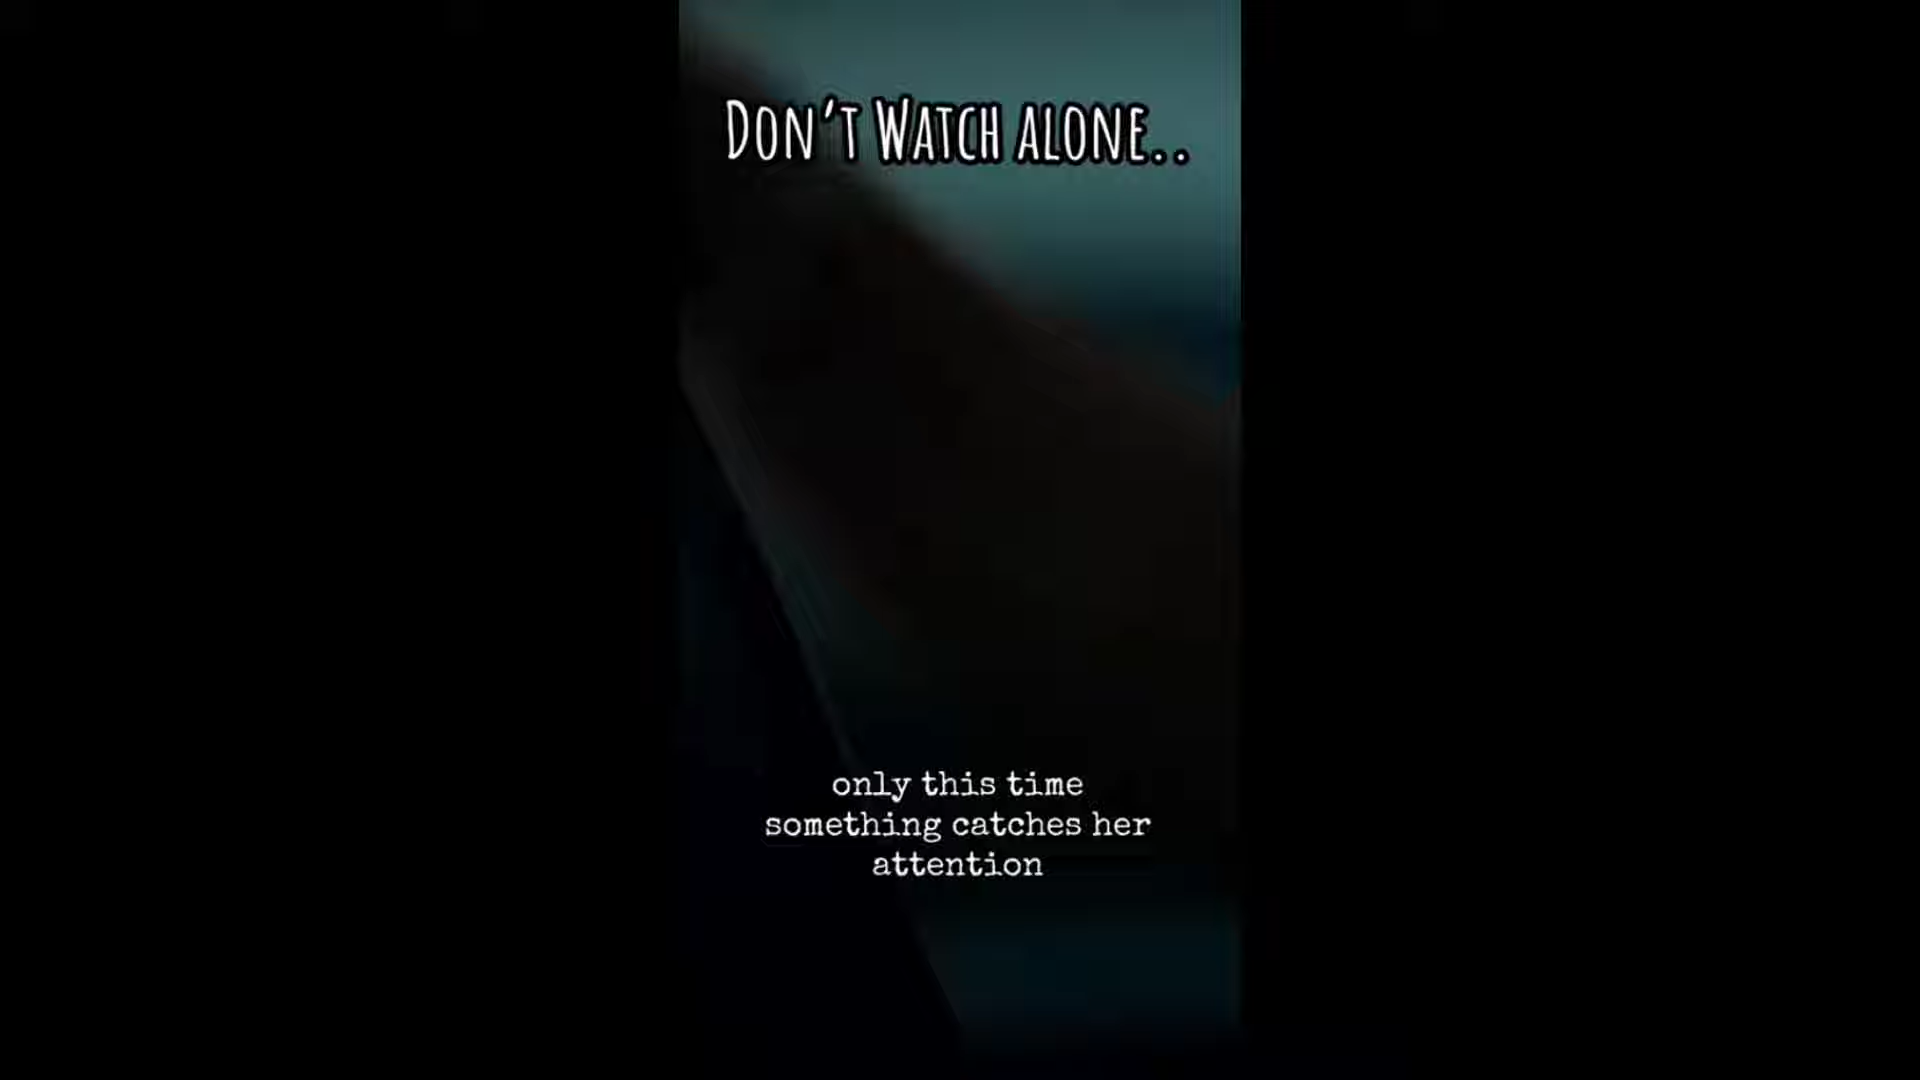 DON'T WATCH ALONE..
only this time
something catches her
attention